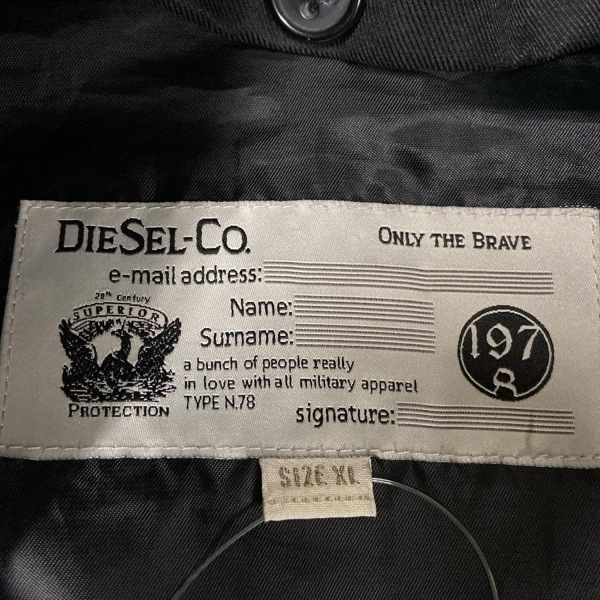 DIESEL-CO.
ONLY THE BRAVE
e-mail address:
20th Century
SUPERIOR
PROTECTION
Name:
Surname:
a bunch of people really
in love with all military apparel
TYPE N.78
signature:
197
8
SIZE XL